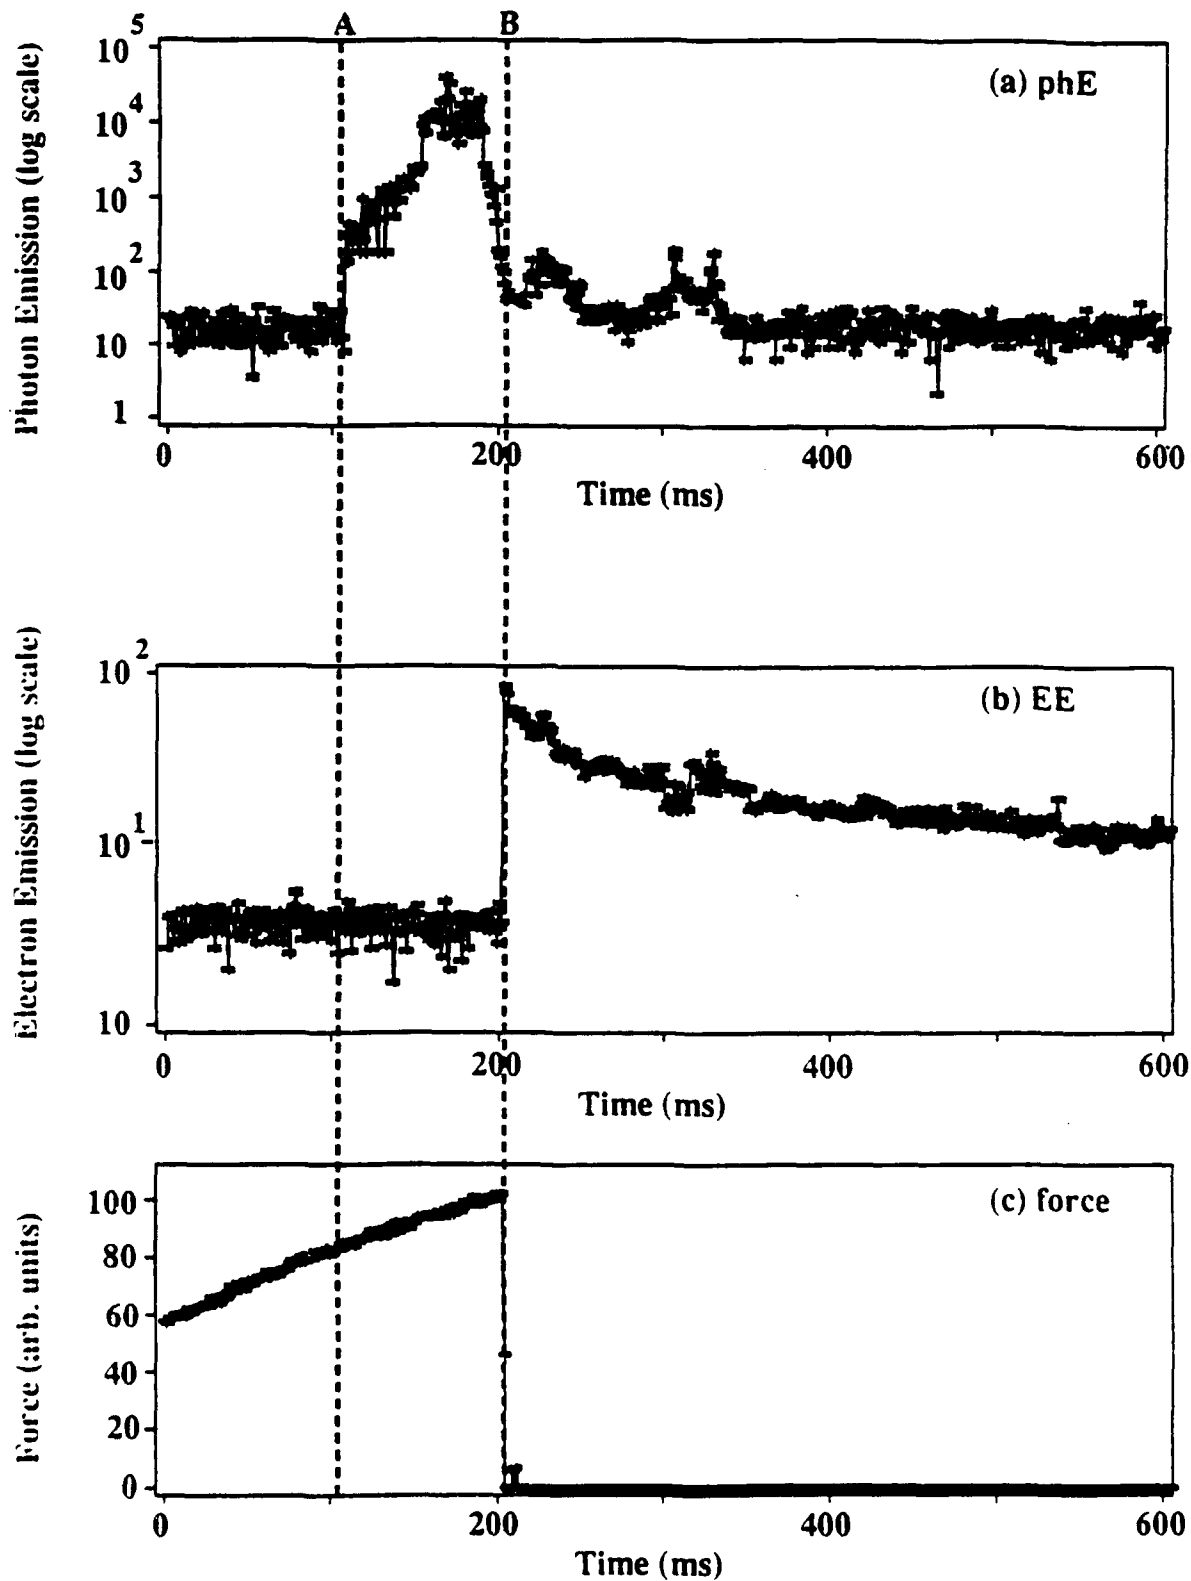 A B
10^5
10^4
10^3
10^2
10
1
Photon Emission (log scale)
(a) phE
0 200 400 600
Time (ms)
10^2
10^1
10
Electron Emission (log scale)
(b) EE
0 200 400 600
Time (ms)
100
80
60
40
20
0
Force (arb. units)
(c) force
0 200 400 600
Time (ms)